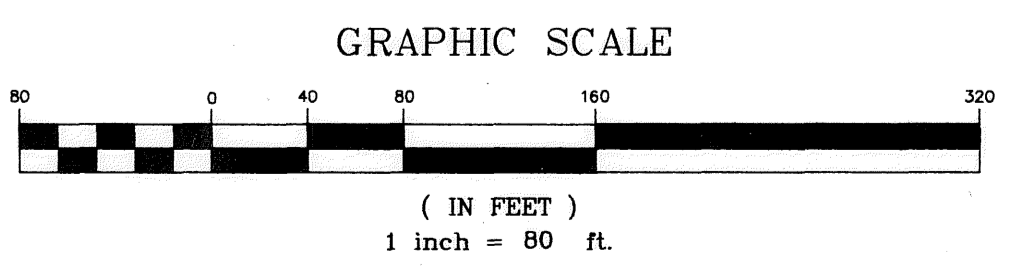 GRAPHIC SCALE
80 0 40 80 160 320
( IN FEET )
1 inch = 80 ft.